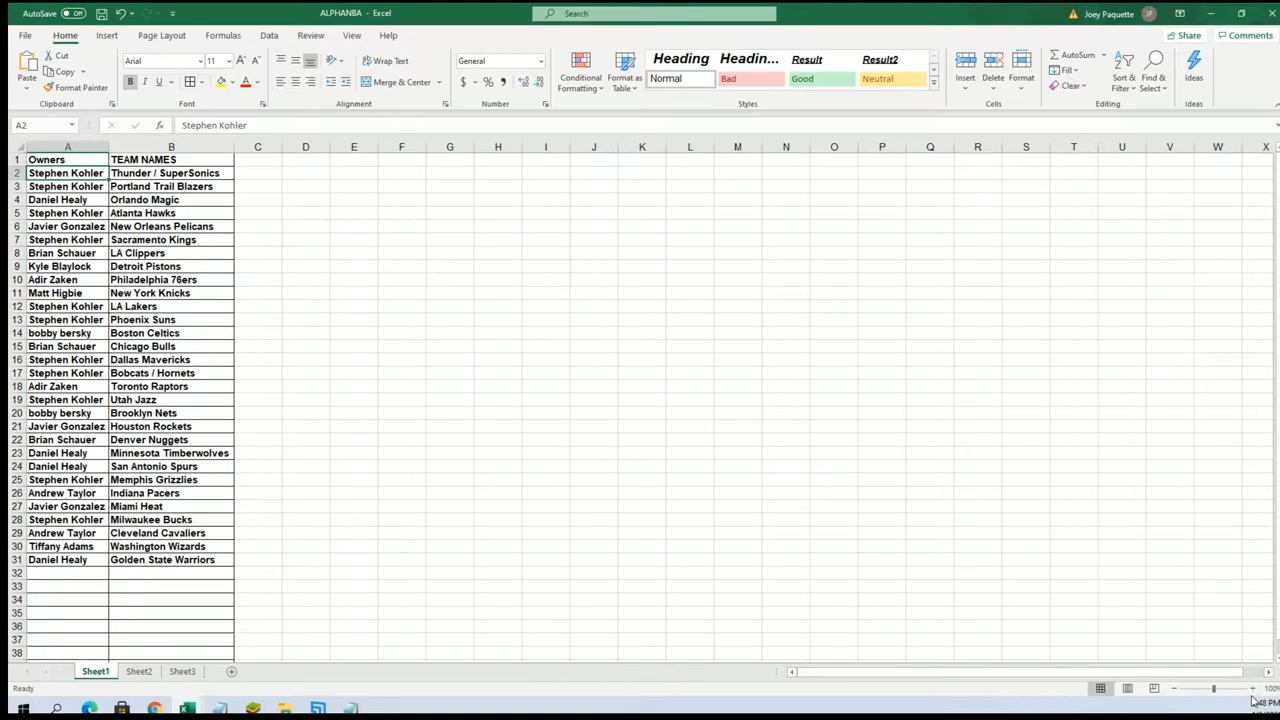 AutoSave Off ALPHANBA - Excel Search Joey Paquette JP
File Home Insert Page Layout Formulas Data Review View Help Share Comments
Paste Cut Copy Format Painter Clipboard
Arial 11 A A B I U A Font
Wrap Text Merge & Center Alignment
General $ % Number
Conditional Formatting Format as Table
Heading Headin... Result Result2
Normal Bad Good Neutral
Styles
Insert Delete Format Cells
AutoSum Fill Clear Sort & Filter Find & Select Editing
Ideas Ideas
A2 fx Stephen Kohler
A B C D E F G H I J K L M N O P Q R S T U V W X
1 Owners TEAM NAMES
2 Stephen Kohler Thunder / SuperSonics
3 Stephen Kohler Portland Trail Blazers
4 Daniel Healy Orlando Magic
5 Stephen Kohler Atlanta Hawks
6 Javier Gonzalez New Orleans Pelicans
7 Stephen Kohler Sacramento Kings
8 Brian Schauer LA Clippers
9 Kyle Blaylock Detroit Pistons
10 Adir Zaken Philadelphia 76ers
11 Matt Higbie New York Knicks
12 Stephen Kohler LA Lakers
13 Stephen Kohler Phoenix Suns
14 bobby bersky Boston Celtics
15 Brian Schauer Chicago Bulls
16 Stephen Kohler Dallas Mavericks
17 Stephen Kohler Bobcats / Hornets
18 Adir Zaken Toronto Raptors
19 Stephen Kohler Utah Jazz
20 bobby bersky Brooklyn Nets
21 Javier Gonzalez Houston Rockets
22 Brian Schauer Denver Nuggets
23 Daniel Healy Minnesota Timberwolves
24 Daniel Healy San Antonio Spurs
25 Stephen Kohler Memphis Grizzlies
26 Andrew Taylor Indiana Pacers
27 Javier Gonzalez Miami Heat
28 Stephen Kohler Milwaukee Bucks
29 Andrew Taylor Cleveland Cavaliers
30 Tiffany Adams Washington Wizards
31 Daniel Healy Golden State Warriors
32
33
34
35
36
37
38
Sheet1 Sheet2 Sheet3
Ready 100%
:48 PM